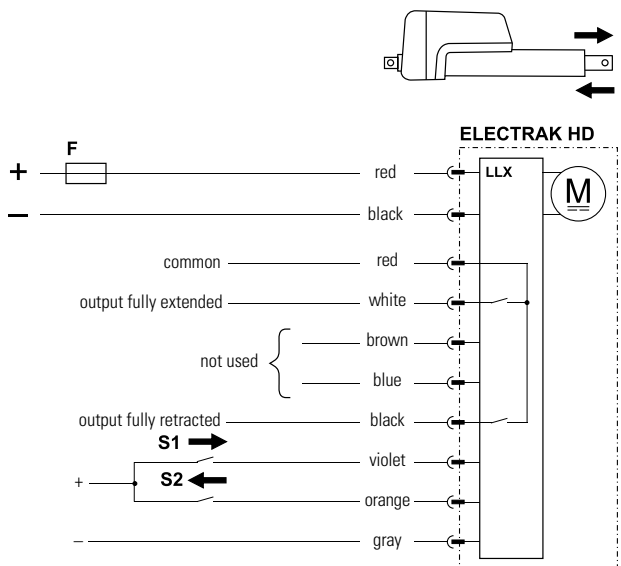 ELECTRAK HD
F
+ red LLX M
– black
common red
output fully extended white
brown
not used
blue
output fully retracted black
S1 violet
+ S2
orange
– gray